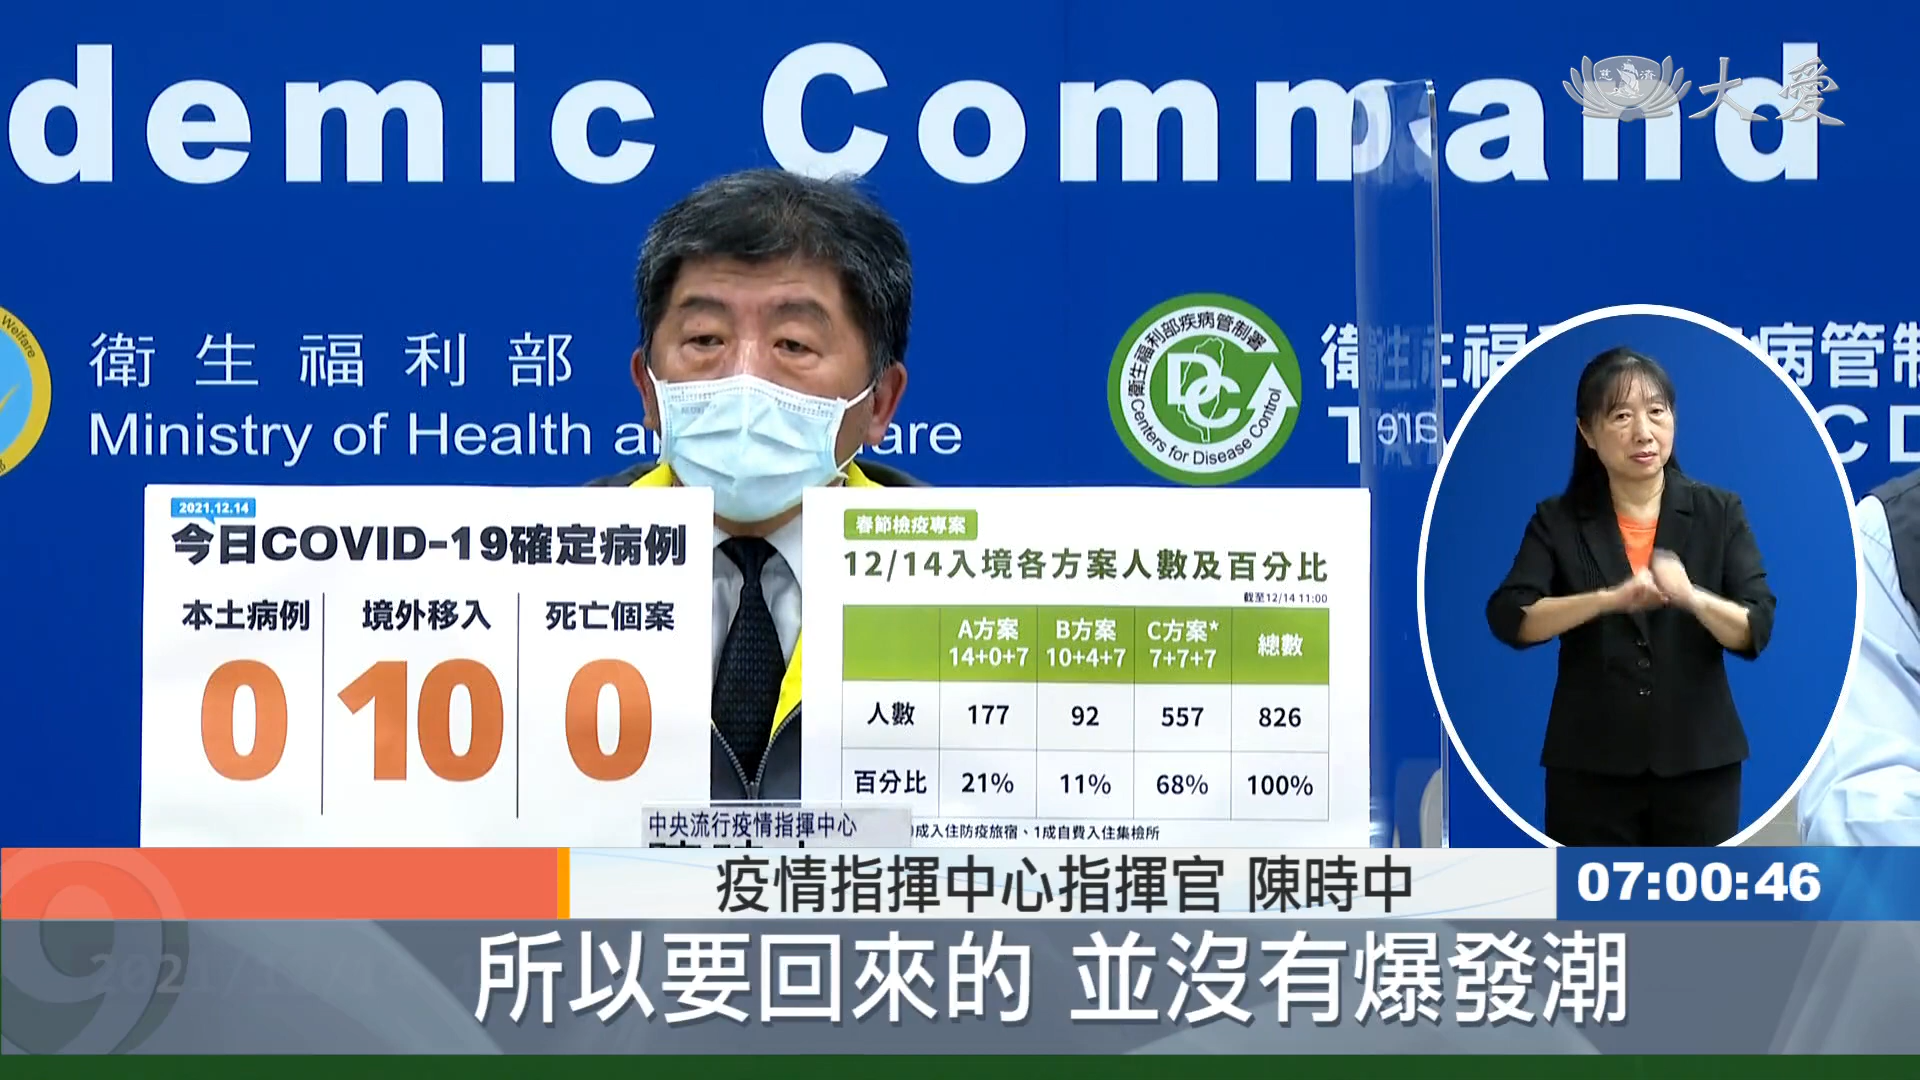 demic Command
慈濟
大愛
衛生福利部
Ministry of Health a are
Welfare
衛生福利部疾病管制署
CDC
Centers for Disease Control
病管制
CD
2021.12.14
今日COVID-19確定病例
本土病例 境外移入 死亡個案
0 10 0
春節檢疫專案
12/14入境各方案人數及百分比
截至12/14 11:00
A方案 B方案 C方案* 總數
14+0+7 10+4+7 7+7+7
人數 177 92 557 826
百分比 21% 11% 68% 100%
成入住防疫旅宿、1成自費入住集檢所
中央流行疫情指揮中心
疫情指揮中心指揮官 陳時中
07:00:46
所以要回來的 並沒有爆發潮